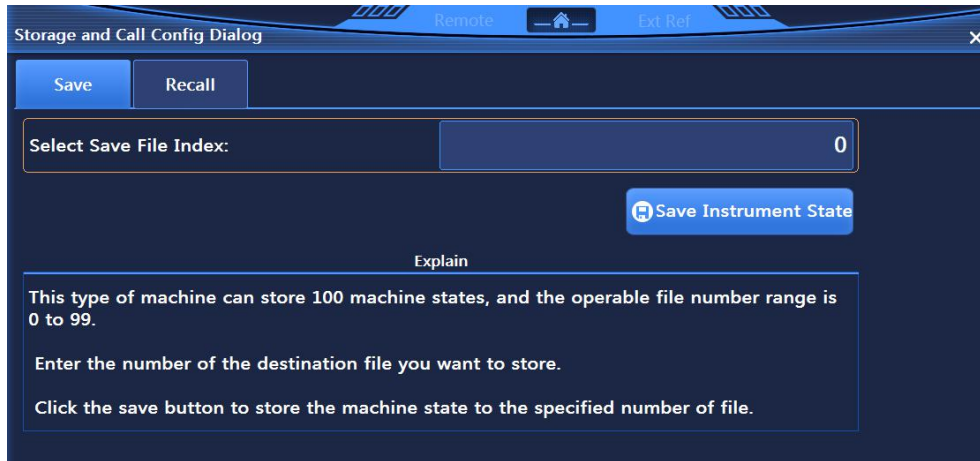 Remote
Ext Ref
Storage and Call Config Dialog
Save
Recall
Select Save File Index:
0
Save Instrument State
Explain
This type of machine can store 100 machine states, and the operable file number range is
0 to 99.
Enter the number of the destination file you want to store.
Click the save button to store the machine state to the specified number of file.